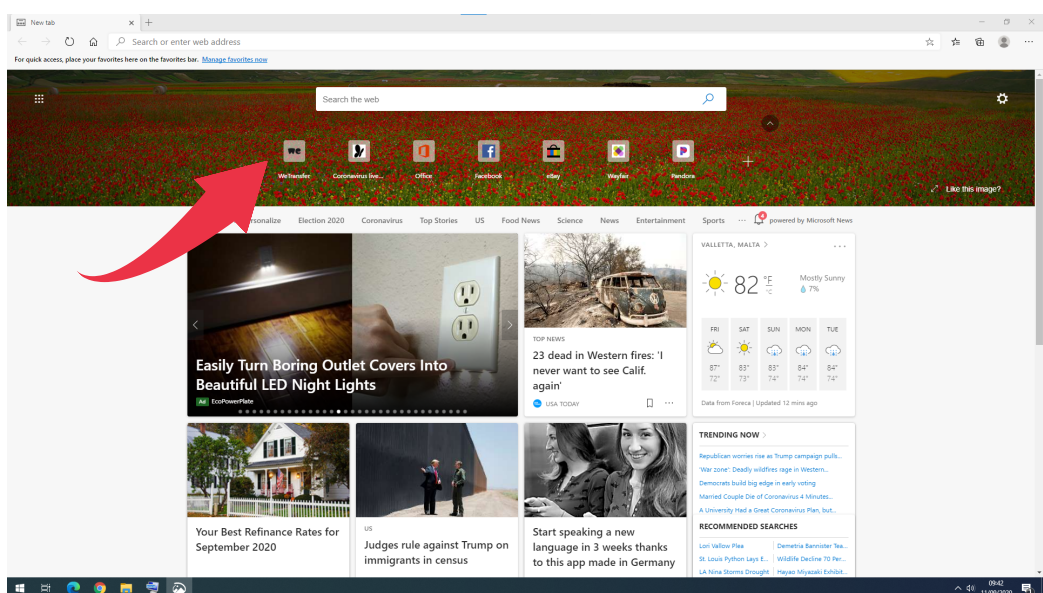 New tab
Search or enter web address
For quick access, place your favorites here on the favorites bar. Manage favorites now
Search the web
we
WeTransfer
Coronavirus live...
Office
Facebook
eBay
Wayfair
Pandora
Like this image?
rsonalize Election 2020 Coronavirus Top Stories US Food News Science News Entertainment Sports ... powered by Microsoft News
Easily Turn Boring Outlet Covers Into
Beautiful LED Night Lights
Ad EcoPowerPlate
TOP NEWS
23 dead in Western fires: 'I
never want to see Calif.
again'
USA TODAY
VALLETTA, MALTA >
82 °F
°C
Mostly Sunny
7%
FRI SAT SUN MON TUE
87° 83° 83° 84° 84°
72° 73° 74° 74° 74°
Data from Foreca | Updated 12 mins ago
Your Best Refinance Rates for
September 2020
US
Judges rule against Trump on
immigrants in census
Start speaking a new
language in 3 weeks thanks
to this app made in Germany
TRENDING NOW >
Republican worries rise as Trump campaign pulls...
'War zone': Deadly wildfires rage in Western...
Democrats build big edge in early voting
Married Couple Die of Coronavirus 4 Minutes...
A University Had a Great Coronavirus Plan, but...
RECOMMENDED SEARCHES
Lori Vallow Plea Demetria Bannister Tea...
St. Louis Python Lays E... Wildlife Decline 70 Per...
LA Nina Storms Drought Hayao Miyazaki Exhibit...
09:42
11/09/2020